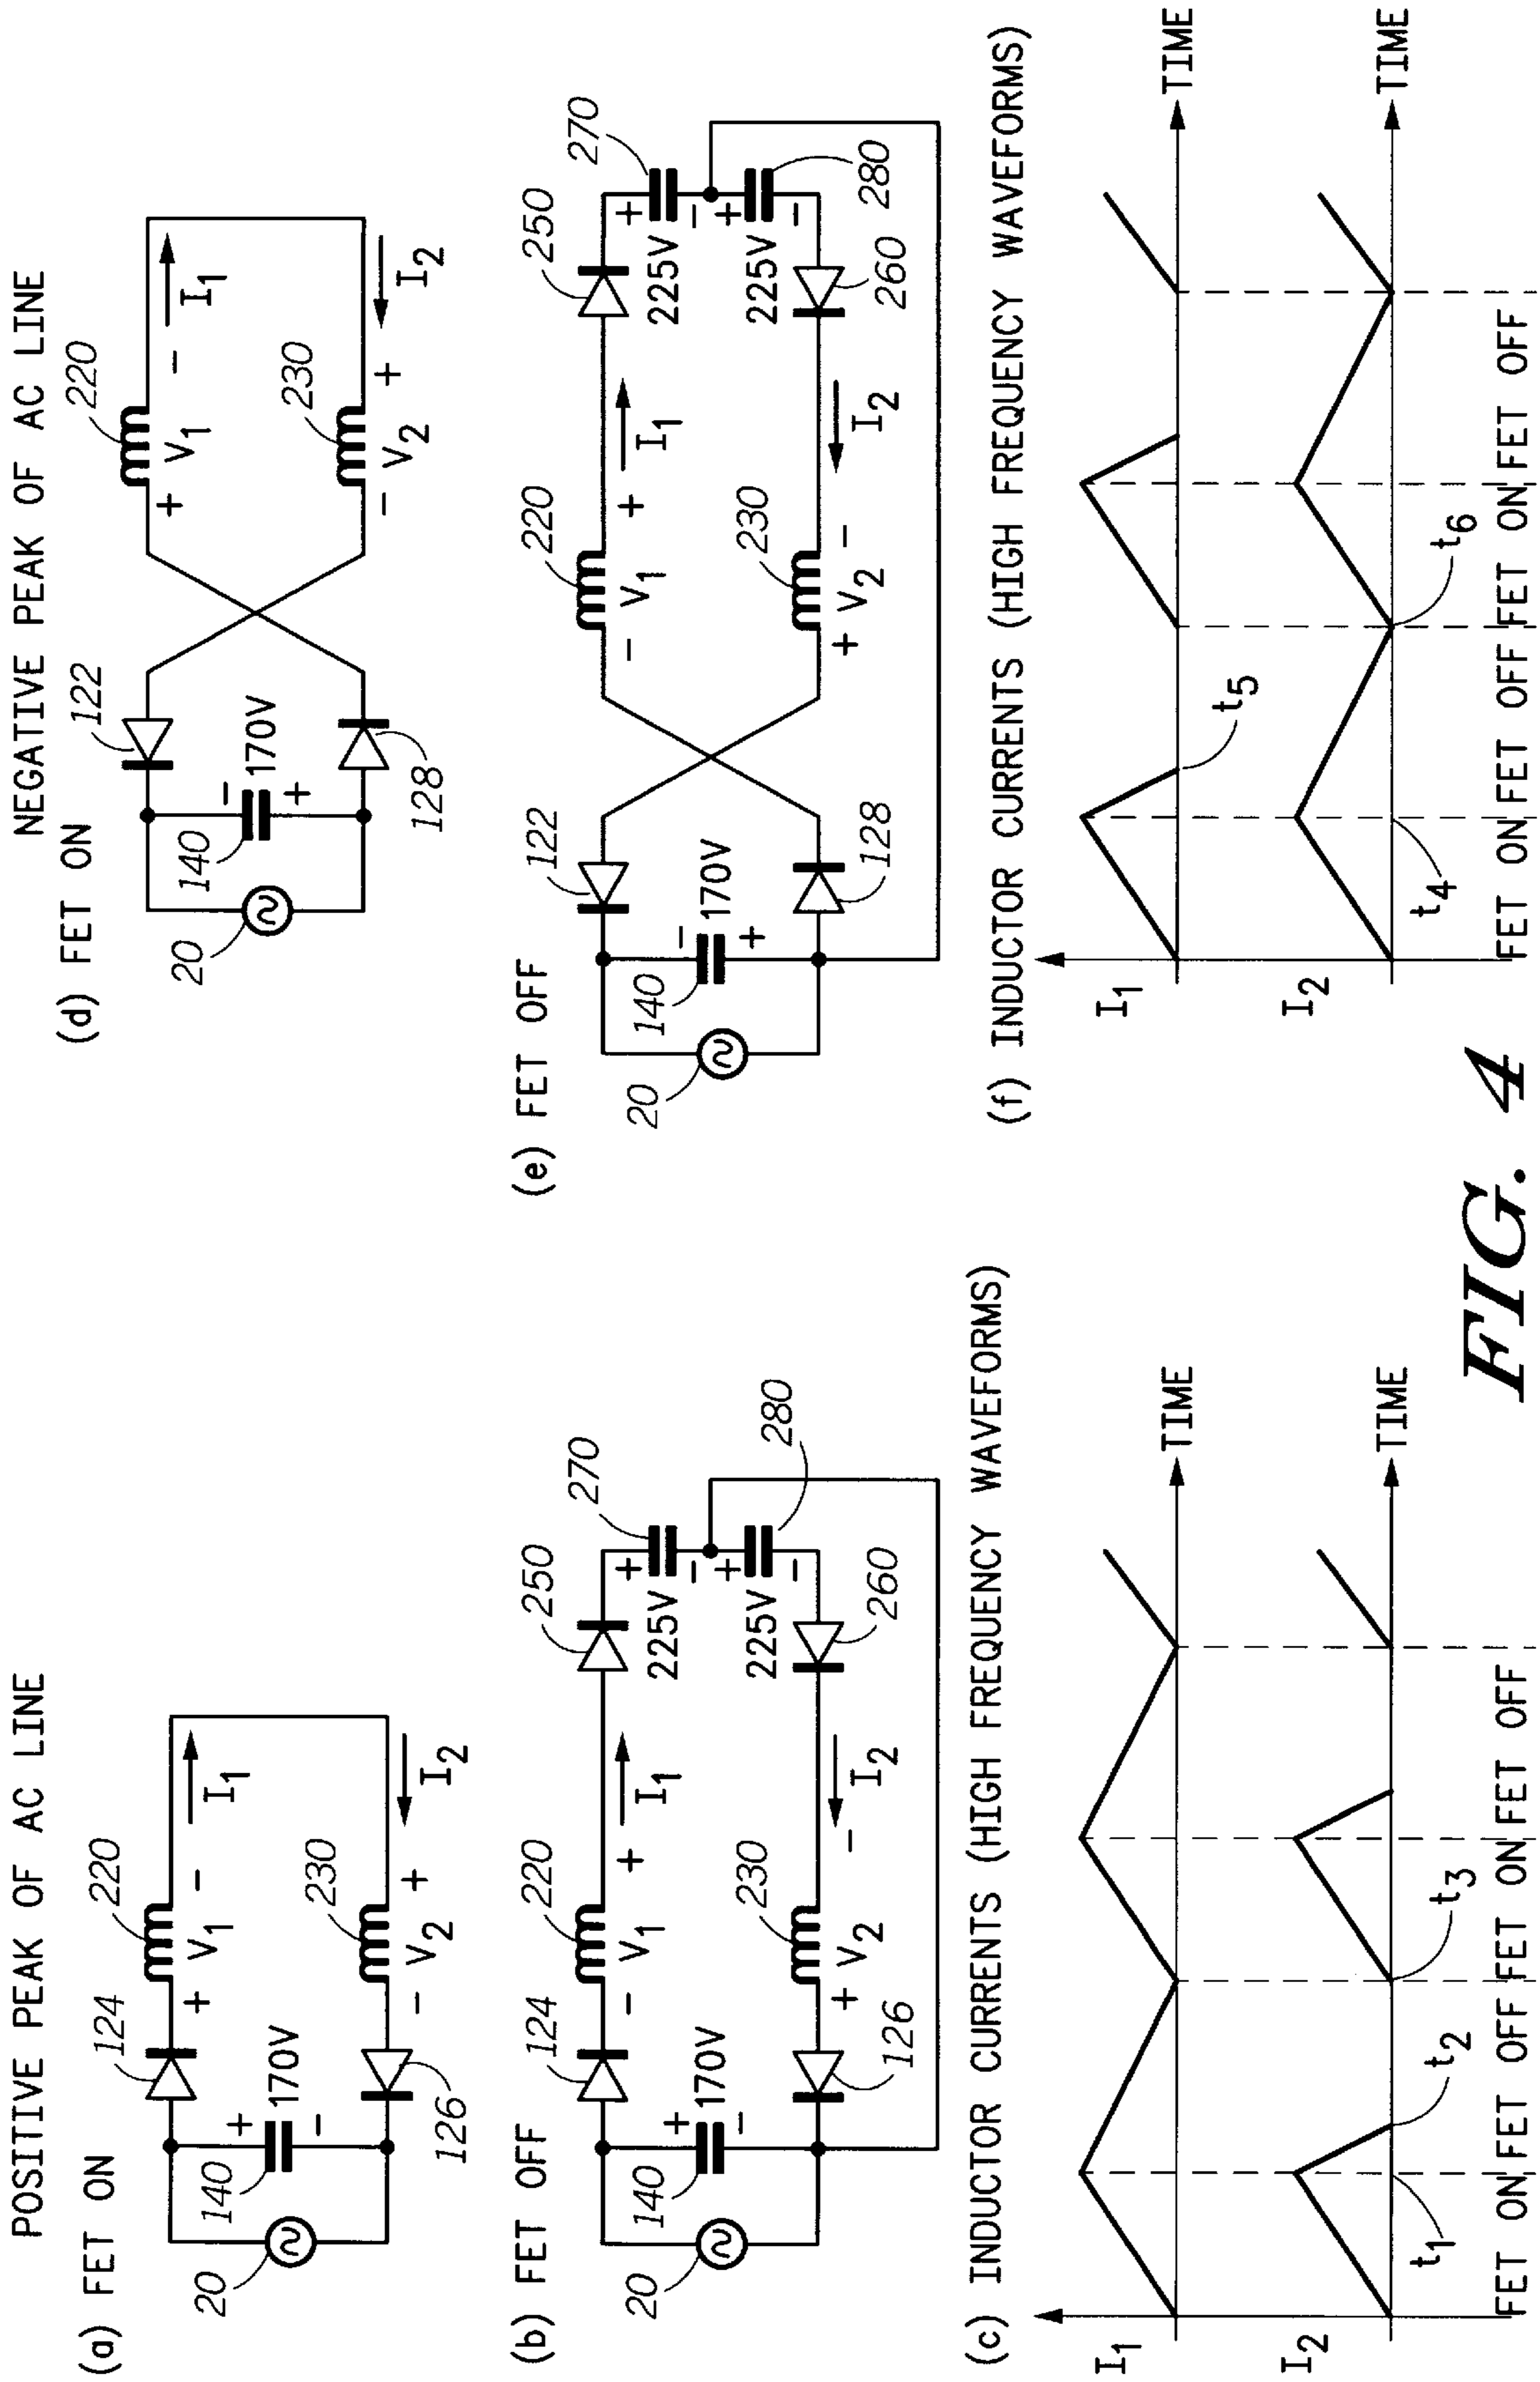 POSITIVE PEAK OF AC LINE
(a) FET ON
20
140
170V
+
−
124
126
220
+ V1 −
I1
230
− V2 +
I2
(b) FET OFF
20
140
170V
+
−
124
126
220
− V1 +
I1
230
+ V2 −
I2
250
260
270
280
225V
+
−
225V
+
−
(c) INDUCTOR CURRENTS (HIGH FREQUENCY WAVEFORMS)
I1
TIME
I2
TIME
t1
t2
t3
FET ON FET OFF FET ON FET OFF
NEGATIVE PEAK OF AC LINE
(d) FET ON
20
140
170V
−
+
122
128
220
+ V1 −
I1
230
− V2 +
I2
(e) FET OFF
20
140
170V
−
+
122
128
220
− V1 +
I1
230
+ V2 −
I2
250
260
270
280
225V
+
−
225V
+
−
(f) INDUCTOR CURRENTS (HIGH FREQUENCY WAVEFORMS)
I1
TIME
I2
TIME
t4
t5
t6
FET ON FET OFF FET ON FET OFF
FIG. 4